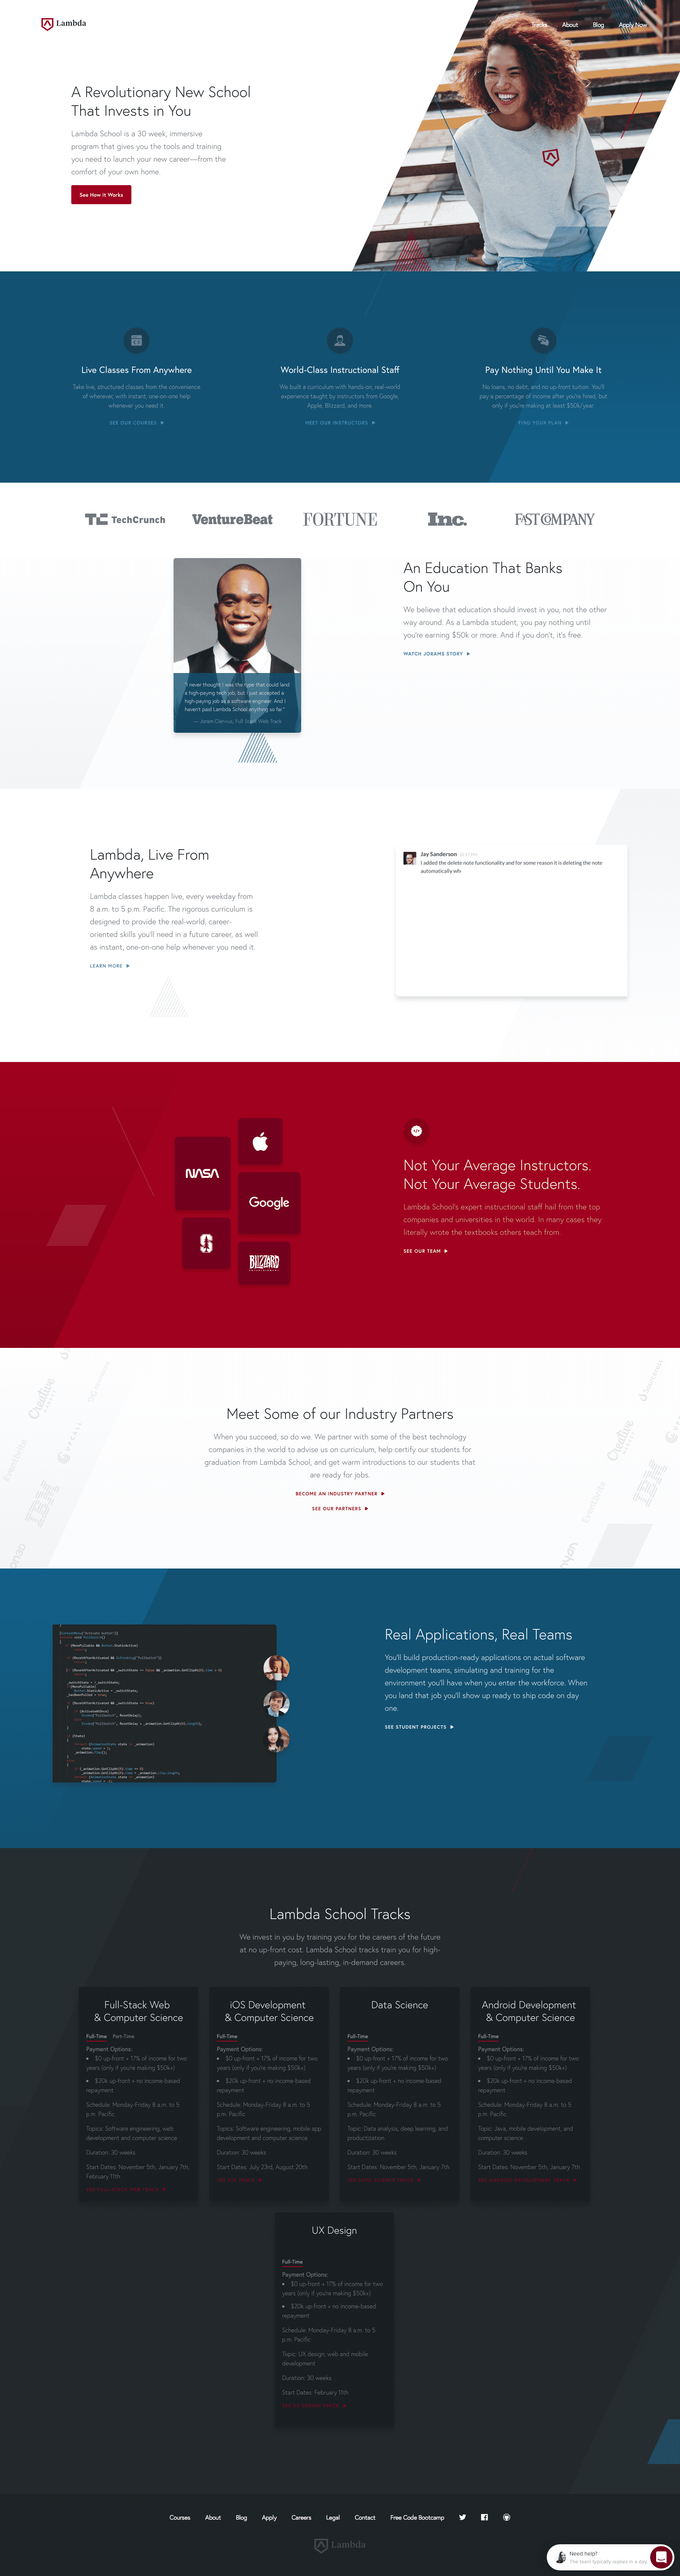 Lambda
Tracks About Blog Apply Now
A Revolutionary New School
That Invests in You
Lambda School is a 30 week, immersive
program that gives you the tools and training
you need to launch your new career—from the
comfort of your own home.
See How it Works
Live Classes From Anywhere
Take live, structured classes from the convenience
of wherever, with instant, one-on-one help
whenever you need it.
SEE OUR COURSES
World-Class Instructional Staff
We built a curriculum with hands-on, real-world
experience taught by instructors from Google,
Apple, Blizzard, and more.
MEET OUR INSTRUCTORS
Pay Nothing Until You Make It
No loans, no debt, and no up-front tuition. You'll
pay a percentage of income after you're hired, but
only if you're making at least $50k/year.
FIND YOUR PLAN
TC TechCrunch VentureBeat FORTUNE Inc. FAST COMPANY
"I never thought I was the type that could land
a high-paying tech job, but I just accepted a
high-paying job as a software engineer. And I
haven't paid Lambda School anything so far."
— Joram Clervius, Full Stack Web Track
An Education That Banks
On You
We believe that education should invest in you, not the other
way around. As a Lambda student, you pay nothing until
you're earning $50k or more. And if you don't, it's free.
WATCH JORAMS STORY
Lambda, Live From
Anywhere
Lambda classes happen live, every weekday from
8 a.m. to 5 p.m. Pacific. The rigorous curriculum is
designed to provide the real-world, career-
oriented skills you'll need in a future career, as well
as instant, one-on-one help whenever you need it.
LEARN MORE
Jay Sanderson
I added the delete note functionality and for some reason it is deleting the note
automatically wh
NASA
Google
BLIZZARD
ENTERTAINMENT
Not Your Average Instructors.
Not Your Average Students.
Lambda School's expert instructional staff hail from the top
companies and universities in the world. In many cases they
literally wrote the textbooks others teach from.
SEE OUR TEAM
Creative
Eventbrite
IBM
Meet Some of our Industry Partners
When you succeed, so do we. We partner with some of the best technology
companies in the world to advise us on curriculum, help certify our students for
graduation from Lambda School, and get warm introductions to our students that
are ready for jobs.
BECOME AN INDUSTRY PARTNER
SEE OUR PARTNERS
Creative
IBM
Eventbrite
Real Applications, Real Teams
You'll build production-ready applications on actual software
development teams, simulating and training for the
environment you'll have when you enter the workforce. When
you land that job you'll show up ready to ship code on day
one.
SEE STUDENT PROJECTS
Lambda School Tracks
We invest in you by training you for the careers of the future
at no up-front cost. Lambda School tracks train you for high-
paying, long-lasting, in-demand careers.
Full-Stack Web
& Computer Science
Full-Time Part-Time
Payment Options:
• $0 up-front + 17% of income for two
years (only if you're making $50k+)
• $20k up-front + no income-based
repayment
Schedule: Monday-Friday 8 a.m. to 5
p.m. Pacific
Topics: Software engineering, web
development and computer science
Duration: 30 weeks
Start Dates: November 5th, January 7th,
February 11th
iOS Development
& Computer Science
Full-Time
Payment Options:
• $0 up-front + 17% of income for two
years (only if you're making $50k+)
• $20k up-front + no income-based
repayment
Schedule: Monday-Friday 8 a.m. to 5
p.m. Pacific
Topics: Software engineering, mobile app
development and computer science
Duration: 30 weeks
Start Dates: July 23rd, August 20th
Data Science
Full-Time
Payment Options:
• $0 up-front + 17% of income for two
years (only if you're making $50k+)
• $20k up-front + no income-based
repayment
Schedule: Monday-Friday 8 a.m. to 5
p.m. Pacific
Topic: Data analysis, deep learning, and
productization
Duration: 30 weeks
Start Dates: November 5th, January 7th
Android Development
& Computer Science
Full-Time
Payment Options:
• $0 up-front + 17% of income for two
years (only if you're making $50k+)
• $20k up-front + no income-based
repayment
Schedule: Monday-Friday 8 a.m. to 5
p.m. Pacific
Topic: Java, mobile development, and
computer science
Duration: 30 weeks
Start Dates: November 5th, January 7th
UX Design
Full-Time
Payment Options:
• $0 up-front + 17% of income for two
years (only if you're making $50k+)
• $20k up-front + no income-based
repayment
Schedule: Monday-Friday 8 a.m. to 5
p.m. Pacific
Topic: UX design, web and mobile
development
Duration: 30 weeks
Start Dates: February 11th
Courses About Blog Apply Careers Legal Contact Free Code Bootcamp
Lambda
Need help?
The team typically replies in a day.